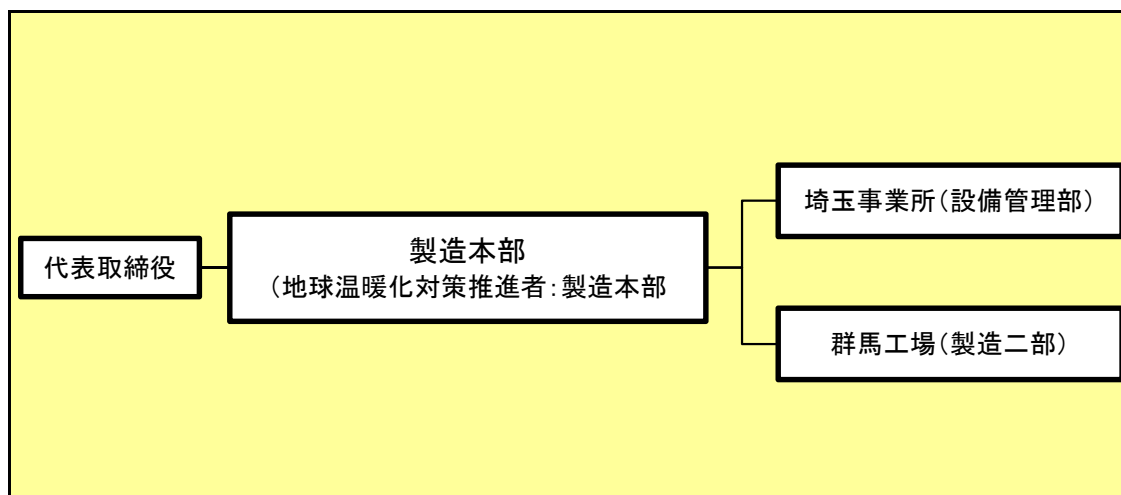 代表取締役
製造本部
（地球温暖化対策推進者：製造本部
埼玉事業所（設備管理部）
群馬工場（製造二部）